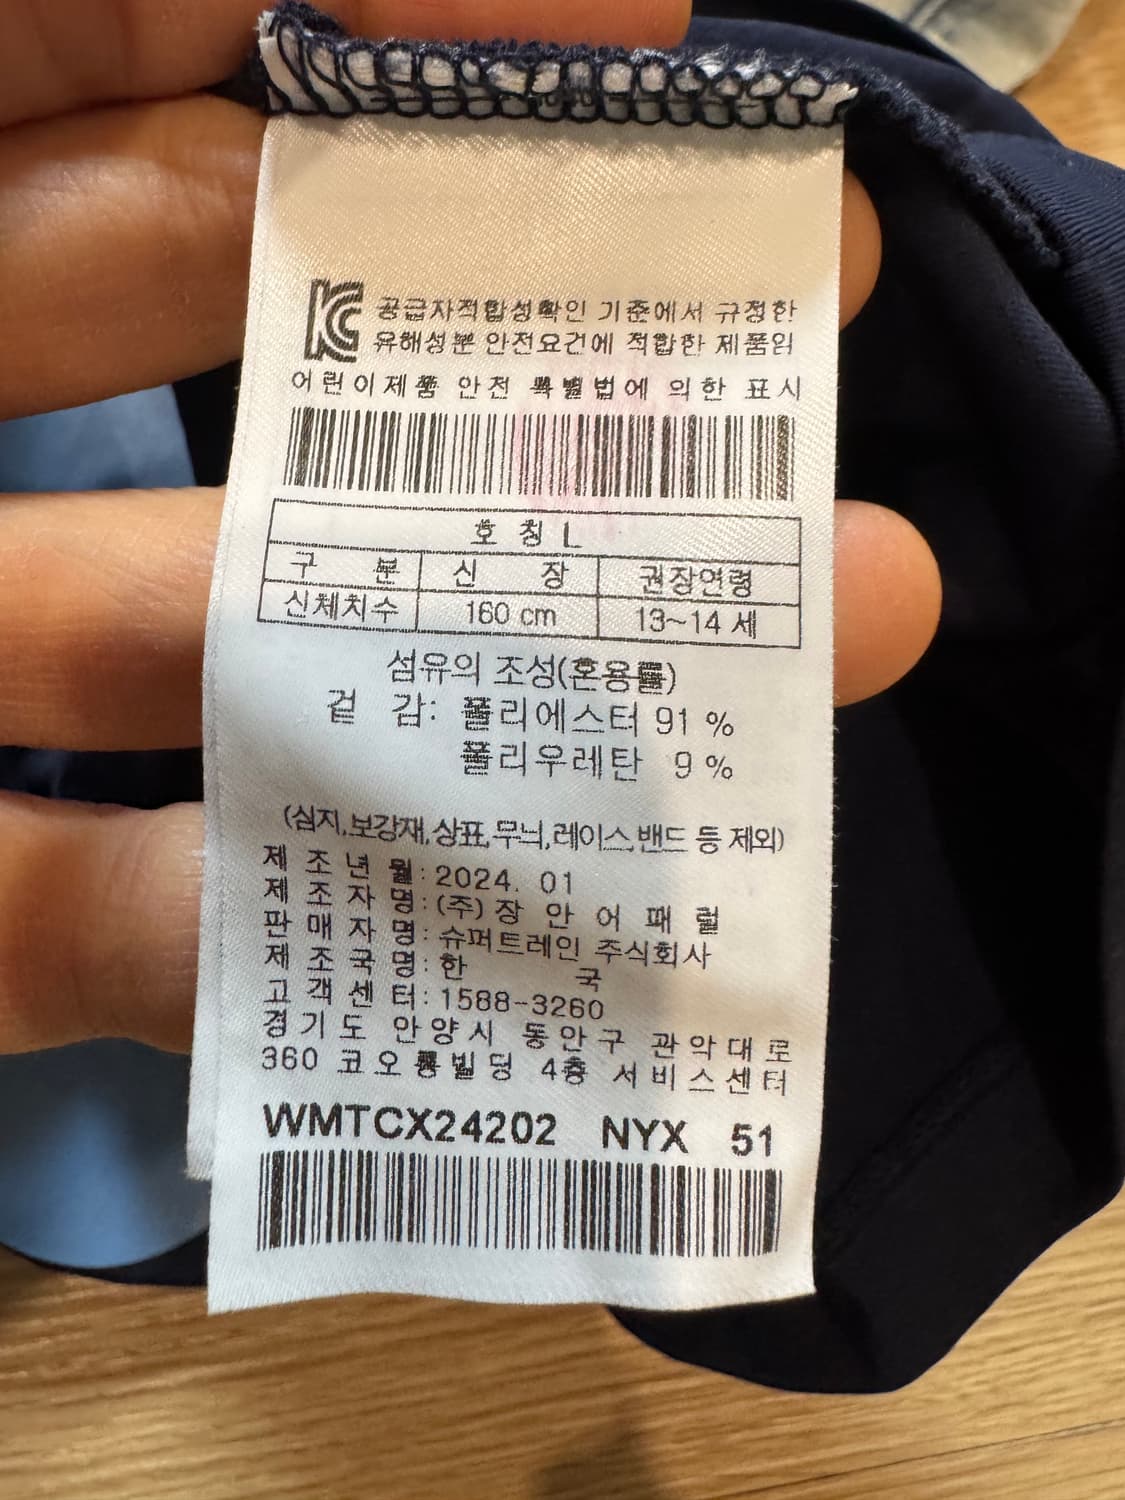 KC 공급자적합성확인 기준에서 규정한
유해성분 안전요건에 적합한 제품임
어린이제품 안전 특별법에 의한 표시
호 칭 L
구 분 신 장 권장연령
신체치수 160 cm 13~14 세
섬유의 조성(혼용률)
겉 감: 폴리에스터 91 %
폴리우레탄 9 %
(심지,보강재,상표,무늬,레이스,밴드 등 제외)
제 조 년 월: 2024. 01
제 조 자 명: (주) 장 안 어 패 럴
판 매 자 명: 슈퍼트레인 주식회사
제 조 국 명: 한 국
고 객 센 터: 1588-3260
경 기 도 안 양 시 동 안 구 관 악 대 로
360 코 오 롱 빌 딩 4층 서 비 스 센 터
WMTCX24202 NYX 51